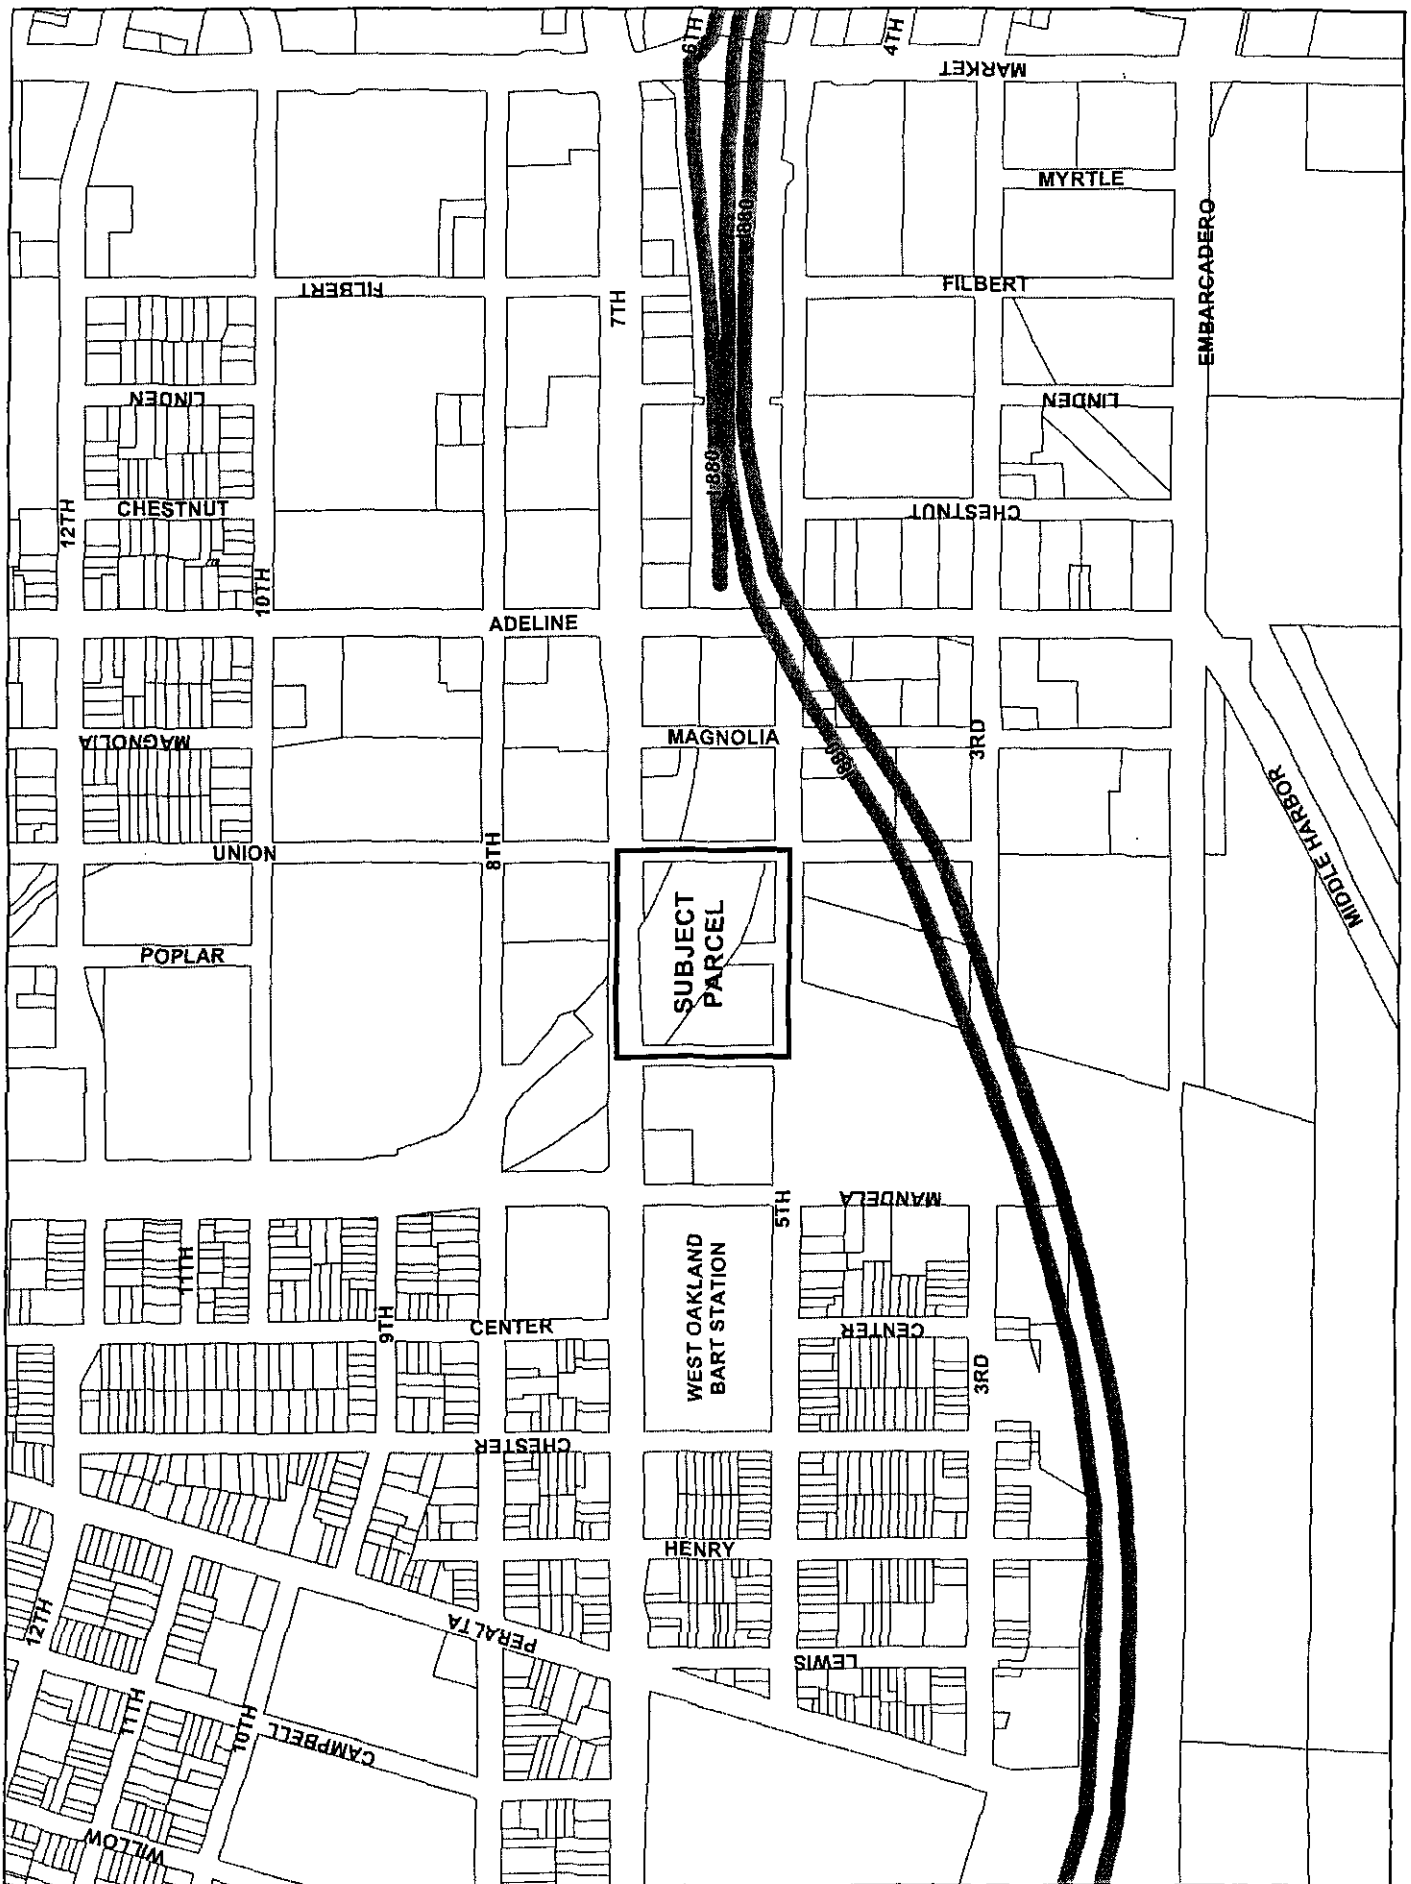 6TH
4TH
MARKET
MYRTLE
I880
EMBARCADERO
FILBERT
FILBERT
7TH
LINDEN
LINDEN
I 880
12TH
CHESTNUT
CHESTNUT
10TH
ADELINE
MAGNOLIA
MAGNOLIA
3RD
I880
MIDDLE HARBOR
UNION
8TH
SUBJECT
PARCEL
POPLAR
MANDELA
5TH
11TH
WEST OAKLAND
BART STATION
9TH
CENTER
CENTER
3RD
CHESTER
HENRY
12TH
PERALTA
LEWIS
11TH
10TH
CAMPBELL
WILLOW